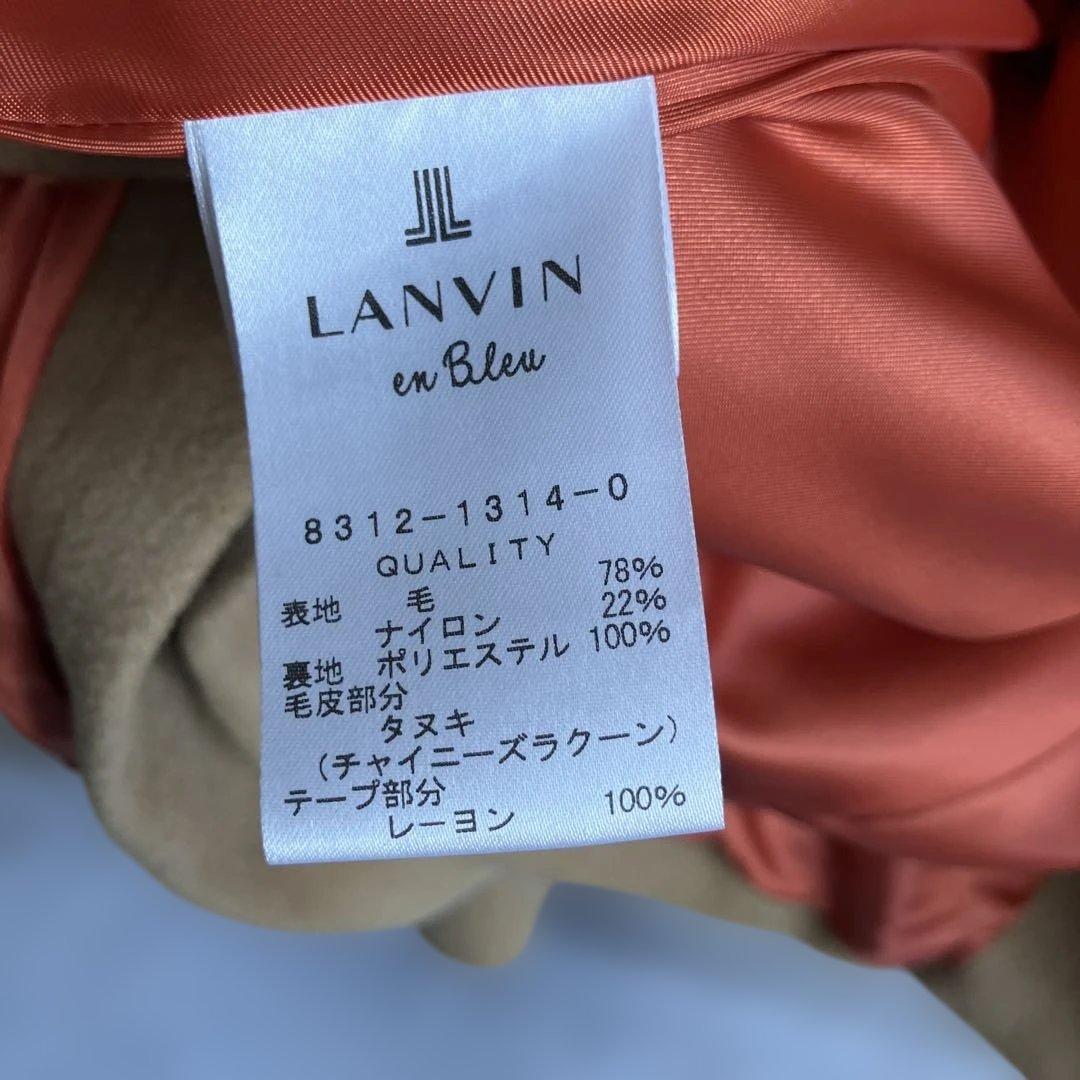 JL
LANVIN
en Bleu
8312-1314-0
QUALITY
表地 毛 78%
ナイロン 22%
裏地 ポリエステル 100%
毛皮部分
タヌキ
(チャイニーズラクーン)
テープ部分
レーヨン 100%